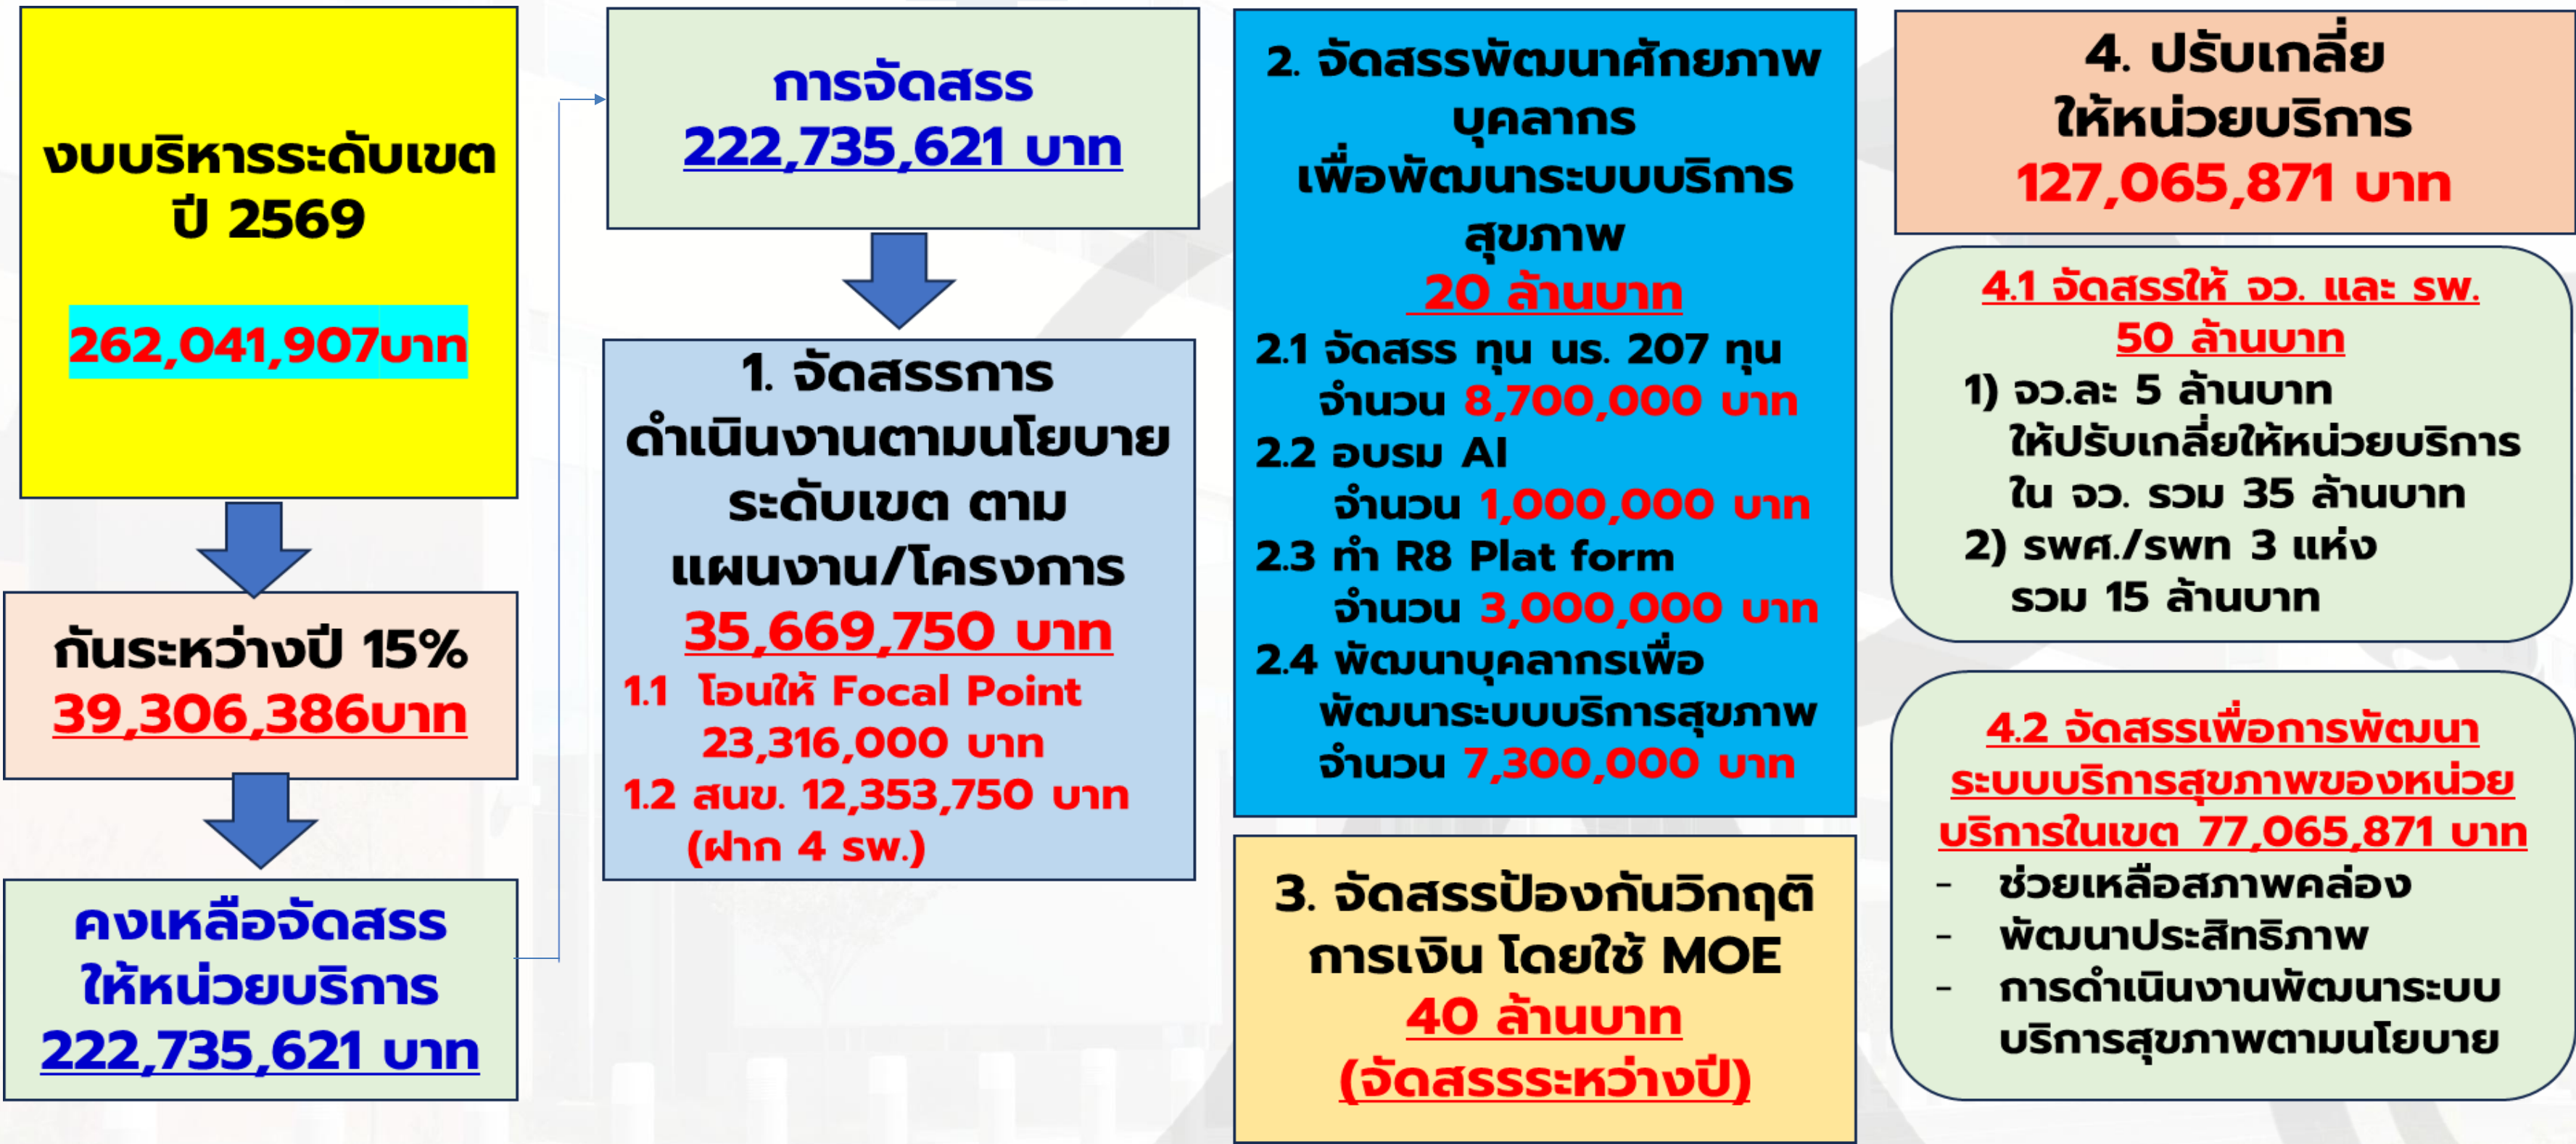 งบบริหารระดับเขต
ปี 2569
262,041,907บาท
กันระหว่างปี 15%
39,306,386บาท
คงเหลือจัดสรร
ให้หน่วยบริการ
222,735,621 บาท
การจัดสรร
222,735,621 บาท
1. จัดสรรการ
ดำเนินงานตามนโยบาย
ระดับเขต ตาม
แผนงาน/โครงการ
35,669,750 บาท
1.1 โอนให้ Focal Point
23,316,000 บาท
1.2 สนข. 12,353,750 บาท
(ฝาก 4 รพ.)
2. จัดสรรพัฒนาศักยภาพ
บุคลากร
เพื่อพัฒนาระบบบริการ
สุขภาพ
20 ล้านบาท
2.1 จัดสรร ทุน นร. 207 ทุน
จำนวน 8,700,000 บาท
2.2 อบรม AI
จำนวน 1,000,000 บาท
2.3 ทำ R8 Plat form
จำนวน 3,000,000 บาท
2.4 พัฒนาบุคลากรเพื่อ
พัฒนาระบบบริการสุขภาพ
จำนวน 7,300,000 บาท
3. จัดสรรป้องกันวิกฤติ
การเงิน โดยใช้ MOE
40 ล้านบาท
(จัดสรรระหว่างปี)
4. ปรับเกลี่ย
ให้หน่วยบริการ
127,065,871 บาท
4.1 จัดสรรให้ จว. และ รพ.
50 ล้านบาท
1) จว.ละ 5 ล้านบาท
ให้ปรับเกลี่ยให้หน่วยบริการ
ใน จว. รวม 35 ล้านบาท
2) รพศ./รพท 3 แห่ง
รวม 15 ล้านบาท
4.2 จัดสรรเพื่อการพัฒนา
ระบบบริการสุขภาพของหน่วย
บริการในเขต 77,065,871 บาท
- ช่วยเหลือสภาพคล่อง
- พัฒนาประสิทธิภาพ
- การดำเนินงานพัฒนาระบบ
บริการสุขภาพตามนโยบาย